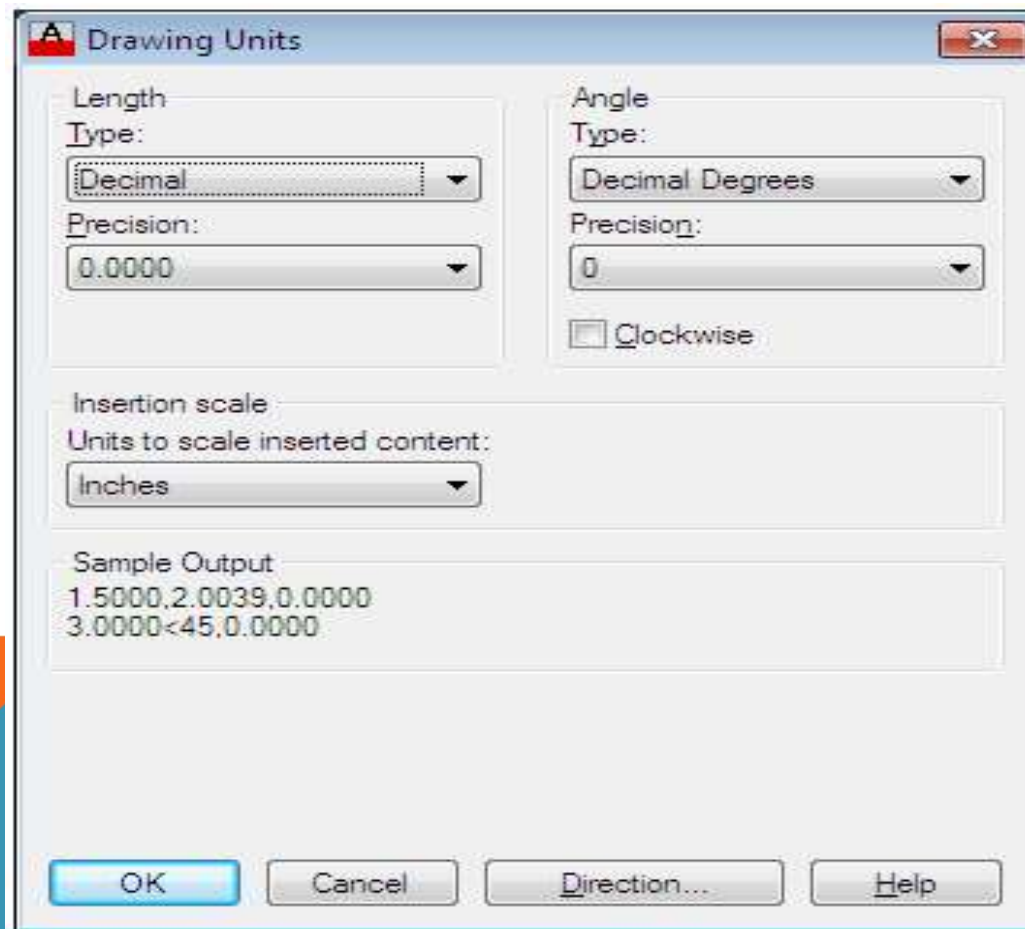 A Drawing Units
Length
Type:
Decimal
Precision:
0.0000
Angle
Type:
Decimal Degrees
Precision:
0
Clockwise
Insertion scale
Units to scale inserted content:
Inches
Sample Output
1.5000,2.0039,0.0000
3.0000<45,0.0000
OK Cancel Direction... Help